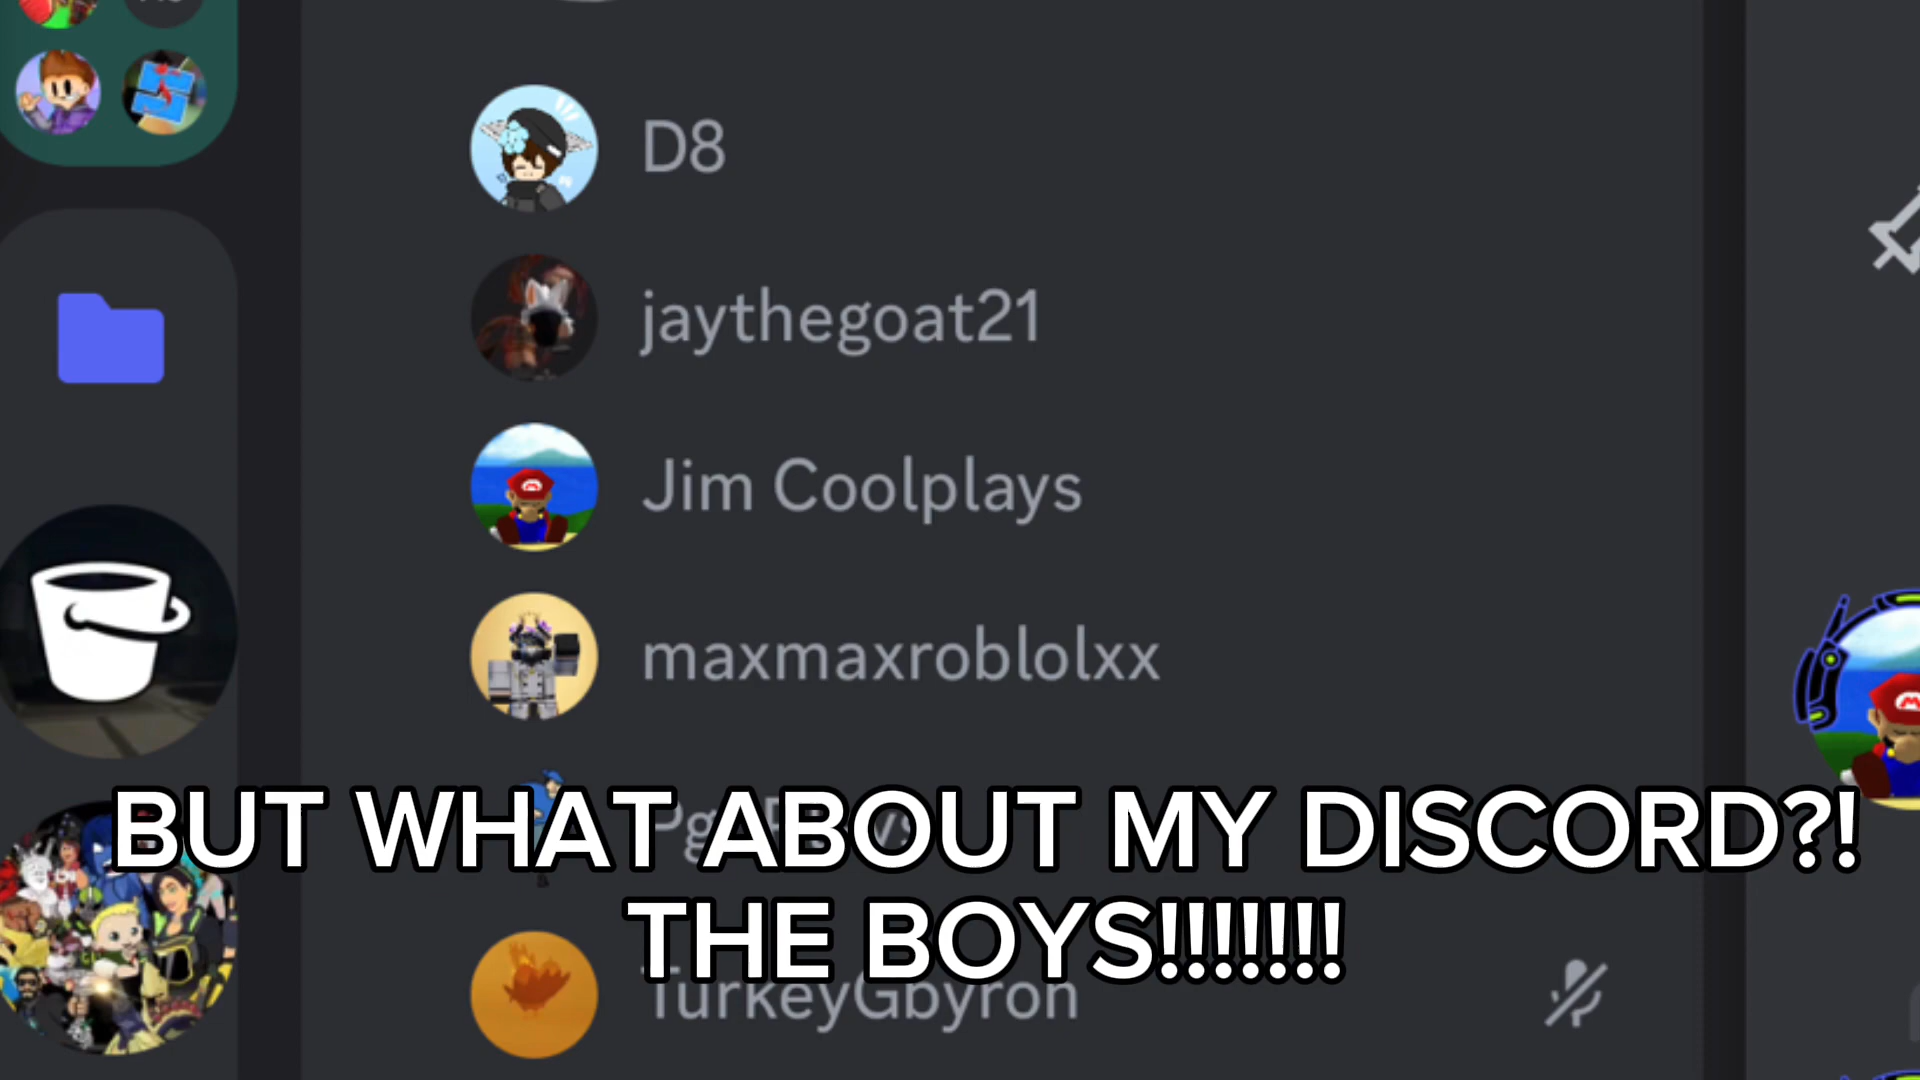 D8
jaythegoat21
Jim Coolplays
maxmaxroblolxx
BUT WHAT ABOUT MY DISCORD?!
THE BOYS!!!!!!!
TurkeyGbyron